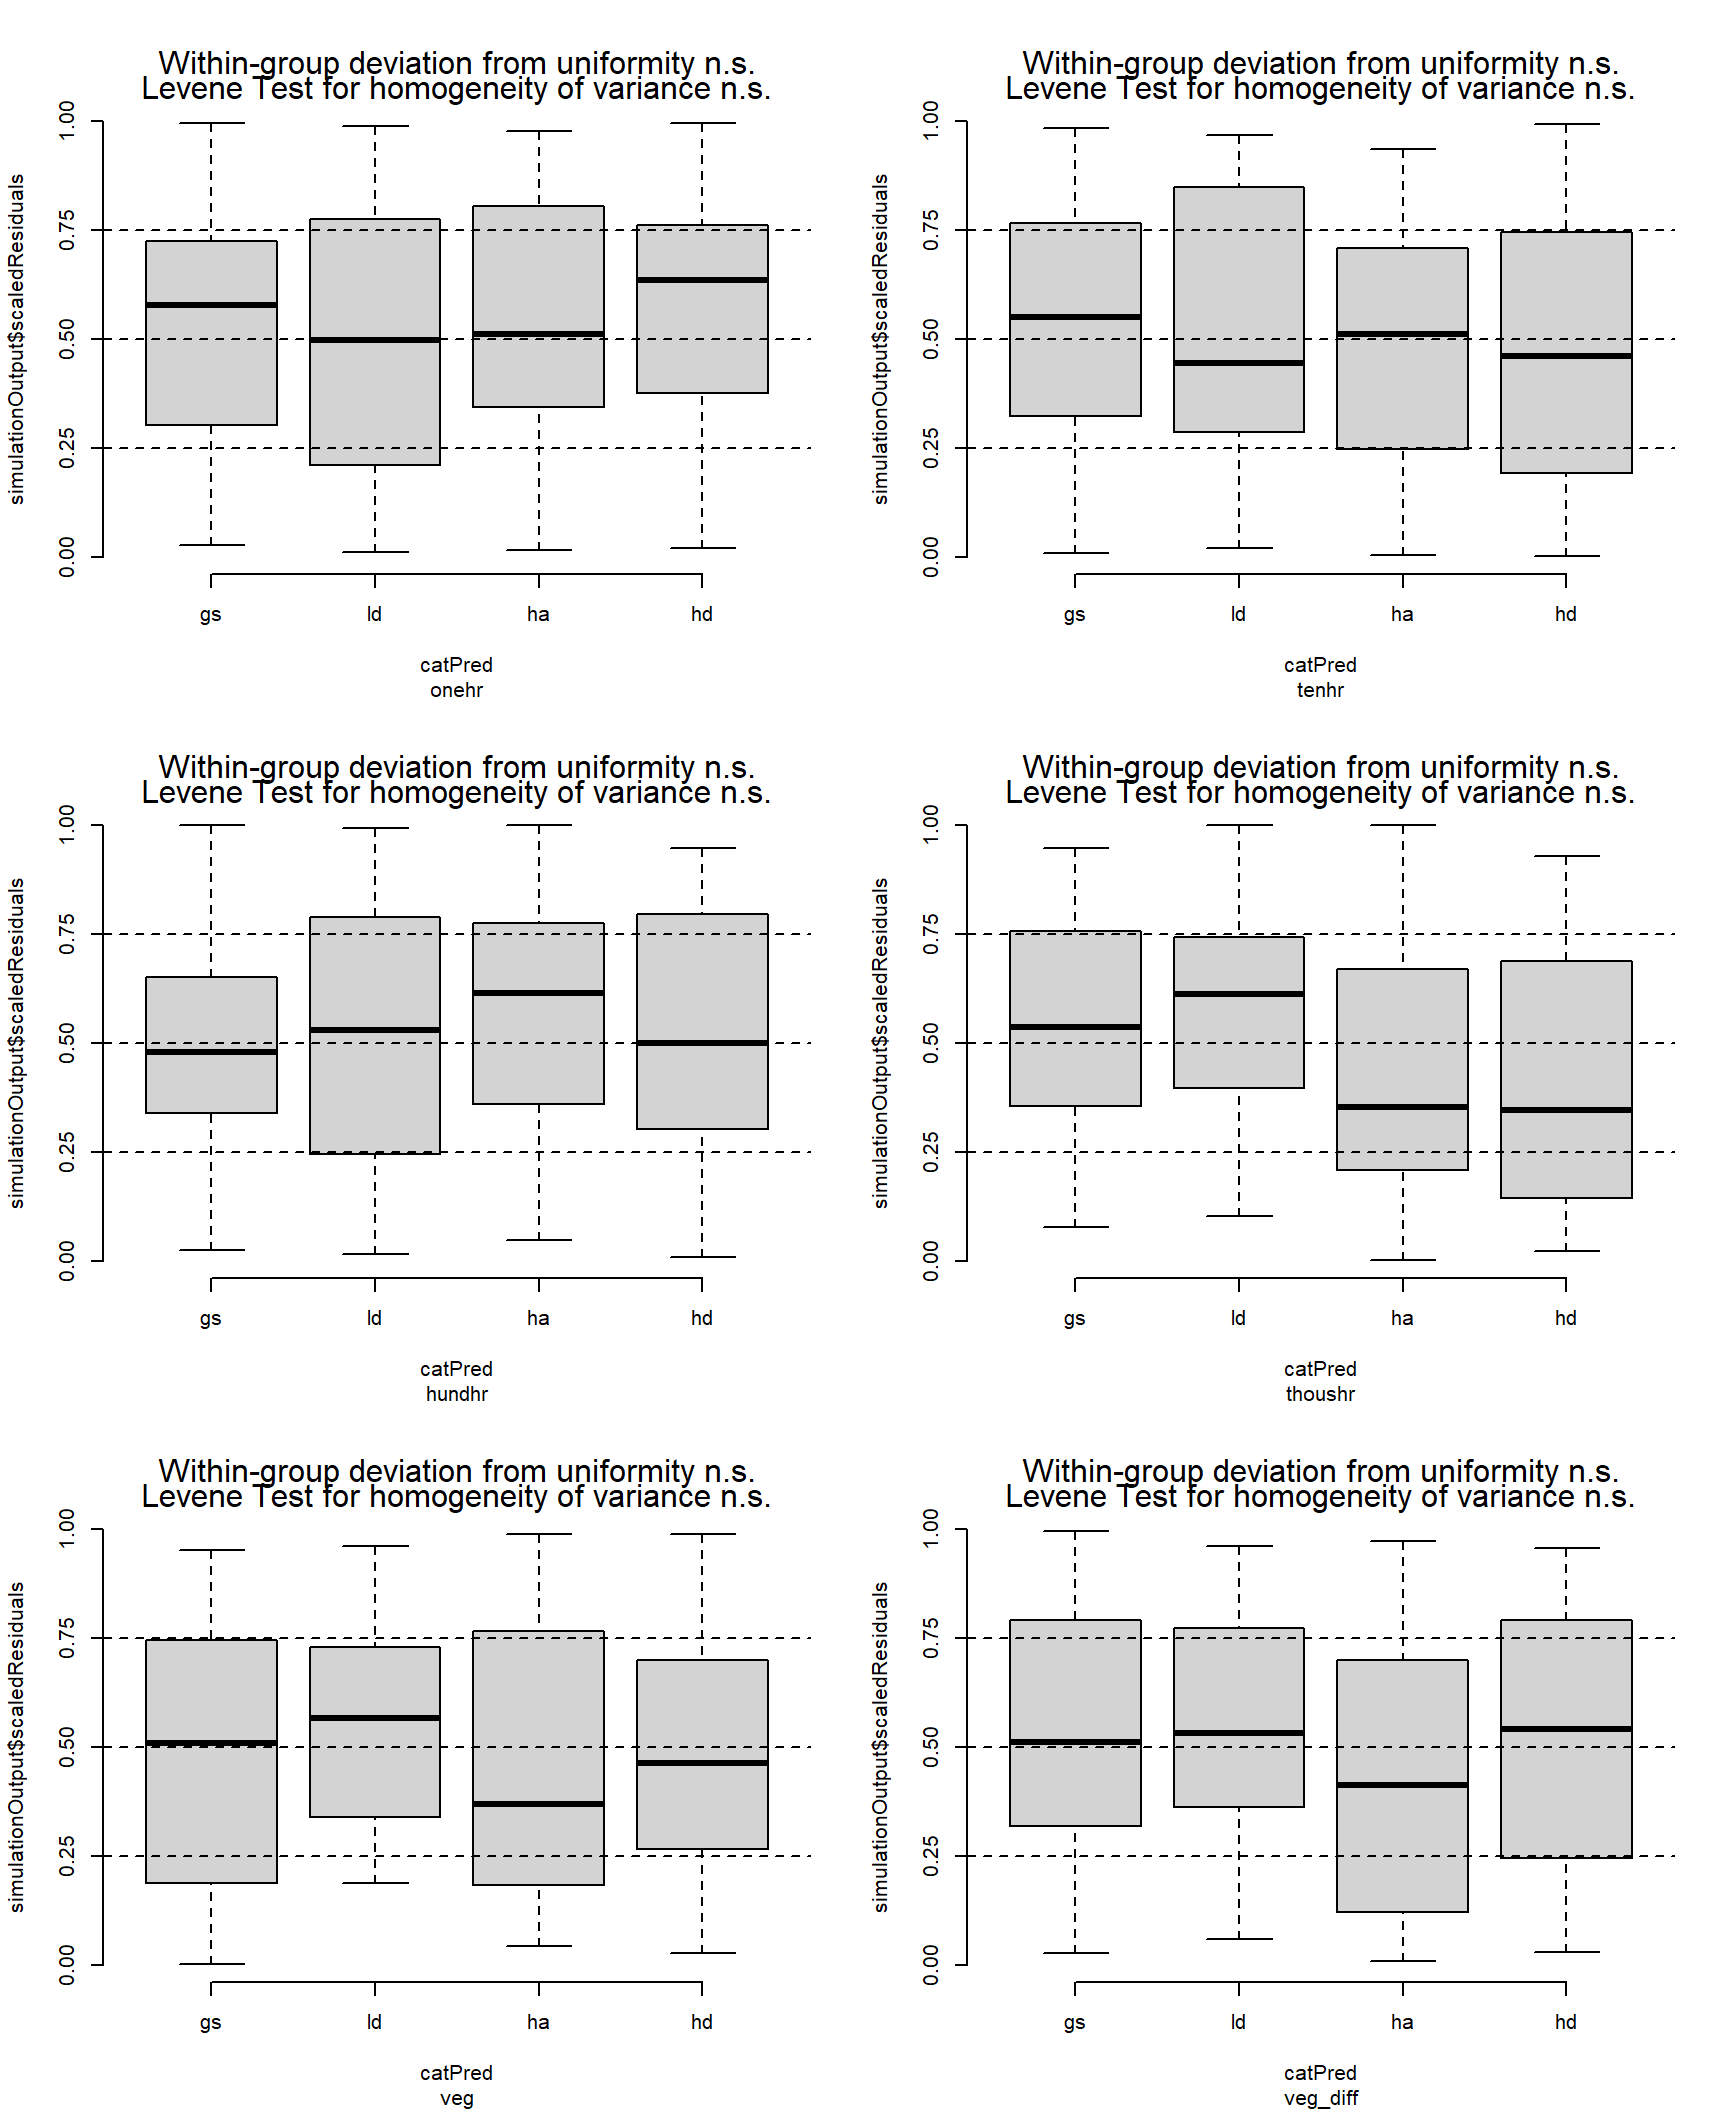 Within-group deviation from uniformity n.s.
Levene Test for homogeneity of variance n.s.
simulationOutput$scaledResiduals
1.00
0.75
0.50
0.25
0.00
gs ld ha hd
catPred
onehr
Within-group deviation from uniformity n.s.
Levene Test for homogeneity of variance n.s.
simulationOutput$scaledResiduals
1.00
0.75
0.50
0.25
0.00
gs ld ha hd
catPred
tenhr
Within-group deviation from uniformity n.s.
Levene Test for homogeneity of variance n.s.
simulationOutput$scaledResiduals
1.00
0.75
0.50
0.25
0.00
gs ld ha hd
catPred
hundhr
Within-group deviation from uniformity n.s.
Levene Test for homogeneity of variance n.s.
simulationOutput$scaledResiduals
1.00
0.75
0.50
0.25
0.00
gs ld ha hd
catPred
thoushr
Within-group deviation from uniformity n.s.
Levene Test for homogeneity of variance n.s.
simulationOutput$scaledResiduals
1.00
0.75
0.50
0.25
0.00
gs ld ha hd
catPred
veg
Within-group deviation from uniformity n.s.
Levene Test for homogeneity of variance n.s.
simulationOutput$scaledResiduals
1.00
0.75
0.50
0.25
0.00
gs ld ha hd
catPred
veg_diff